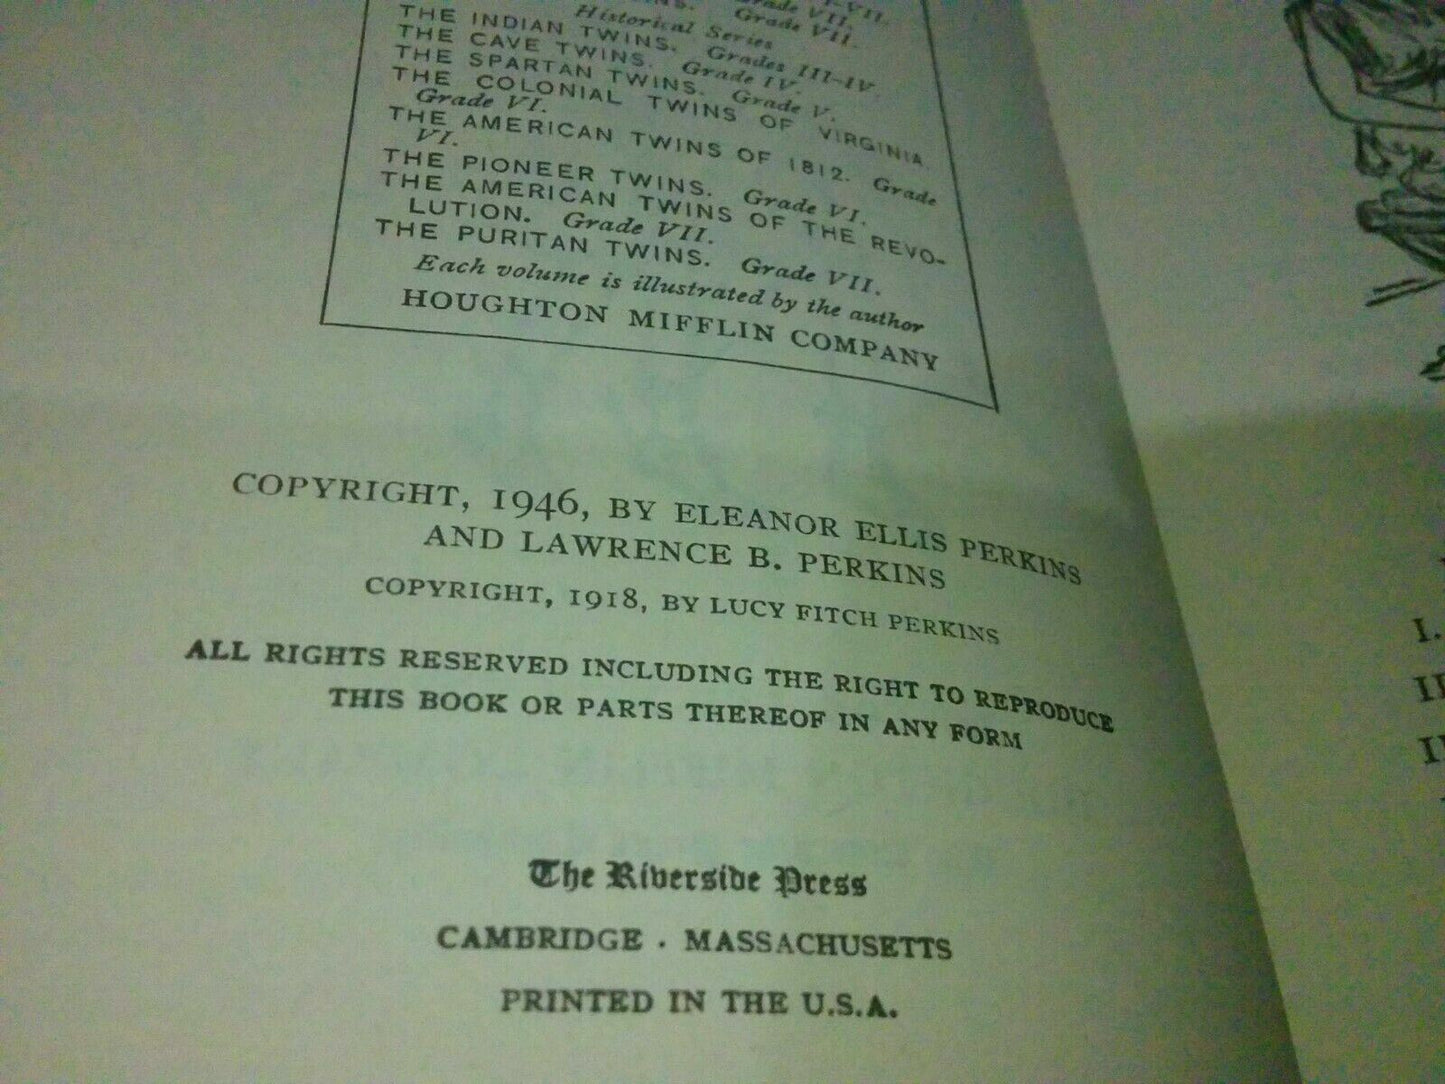 I–VII.
Grade VII.
Grade VII.
Historical Series
THE INDIAN TWINS. Grades III–IV.
THE CAVE TWINS. Grade IV.
THE SPARTAN TWINS. Grade V.
THE COLONIAL TWINS OF VIRGINIA.
Grade VI.
THE AMERICAN TWINS OF 1812. Grade
VI.
THE PIONEER TWINS. Grade VI.
THE AMERICAN TWINS OF THE REVO-
LUTION. Grade VII.
THE PURITAN TWINS. Grade VII.
Each volume is illustrated by the author
HOUGHTON MIFFLIN COMPANY
COPYRIGHT, 1946, BY ELEANOR ELLIS PERKINS
AND LAWRENCE B. PERKINS
COPYRIGHT, 1918, BY LUCY FITCH PERKINS
ALL RIGHTS RESERVED INCLUDING THE RIGHT TO REPRODUCE
THIS BOOK OR PARTS THEREOF IN ANY FORM
The Riverside Press
CAMBRIDGE · MASSACHUSETTS
PRINTED IN THE U.S.A.
I.